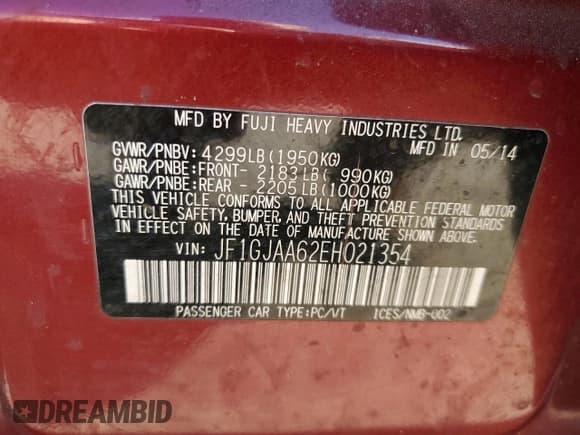 MFD BY FUJI HEAVY INDUSTRIES LTD.
MFD IN 05/14
GVWR/PNBV: 4299LB(1950KG)
GAWR/PNBE:FRONT- 2183LB( 990KG)
GAWR/PNBE:REAR - 2205LB(1000KG)
THIS VEHICLE CONFORMS TO ALL APPLICABLE FEDERAL MOTOR
VEHICLE SAFETY, BUMPER, AND THEFT PREVENTION STANDARDS
IN EFFECT ON THE DATE OF MANUFACTURE SHOWN ABOVE.
VIN: JF1GJAA62EH021354
PASSENGER CAR TYPE:PC/VT ICES/NMB-002
DREAMBID